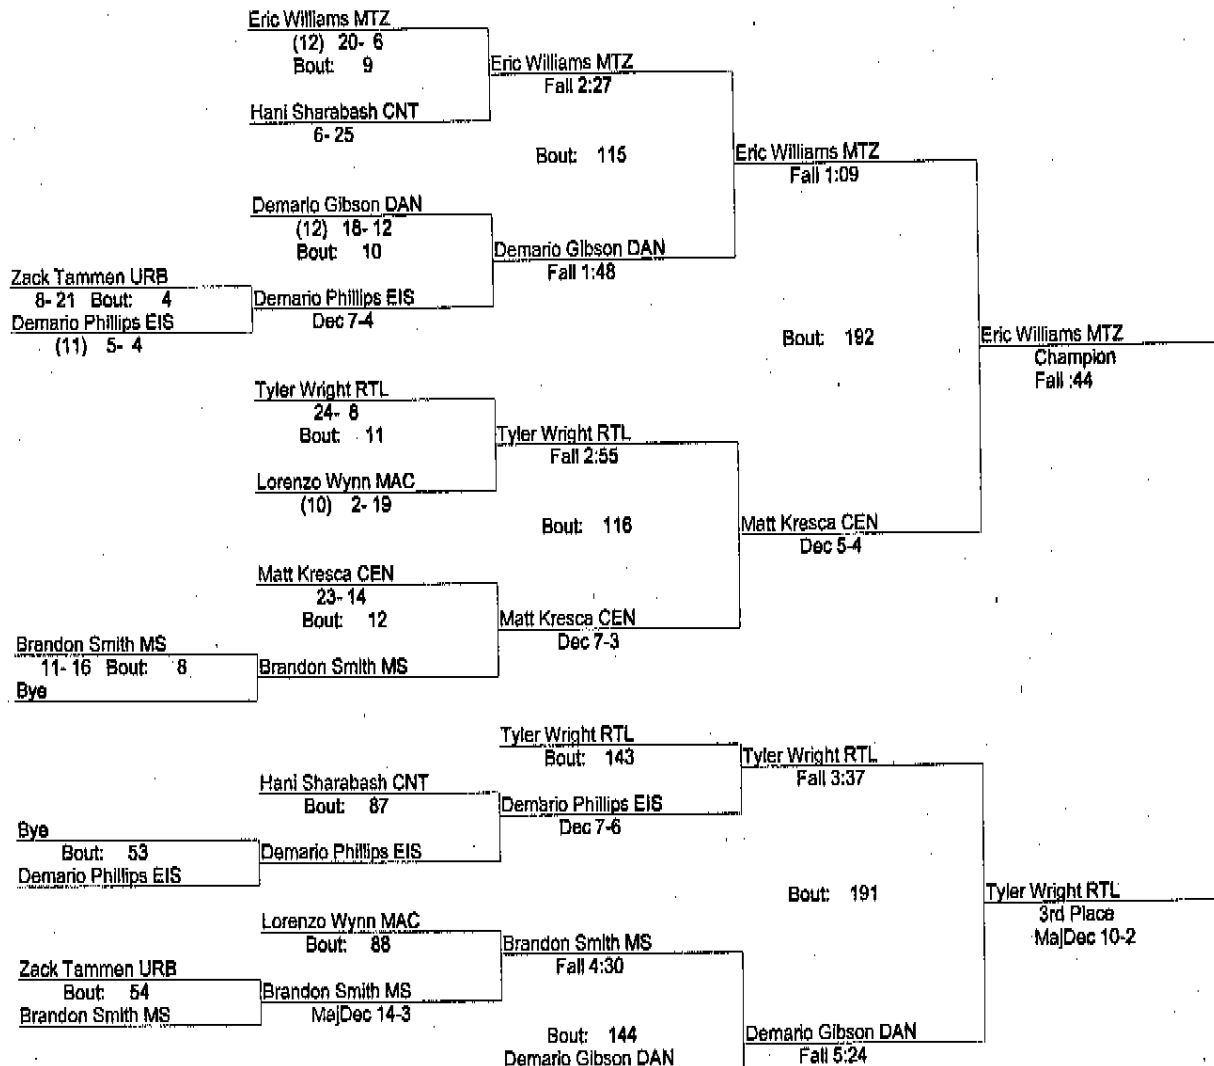 Eric Williams MTZ
(12) 20- 6
Bout: 9
Eric Williams MTZ
Fall 2:27
Hani Sharabash CNT
6- 25
Bout: 115
Eric Williams MTZ
Fall 1:09
Demario Gibson DAN
(12) 18- 12
Bout: 10
Demario Gibson DAN
Fall 1:48
Zack Tammen URB
8- 21 Bout: 4
Demario Phillips EIS
(11) 5- 4
Demario Phillips EIS
Dec 7-4
Bout: 192
Eric Williams MTZ
Champion
Fall :44
Tyler Wright RTL
24- 8
Bout: 11
Tyler Wright RTL
Fall 2:55
Lorenzo Wynn MAC
(10) 2- 19
Bout: 116
Matt Kresca CEN
Dec 5-4
Matt Kresca CEN
23- 14
Bout: 12
Matt Kresca CEN
Dec 7-3
Brandon Smith MS
11- 16 Bout: 8
Bye
Brandon Smith MS
Tyler Wright RTL
Bout: 143
Tyler Wright RTL
Fall 3:37
Hani Sharabash CNT
Bout: 87
Demario Phillips EIS
Dec 7-6
Bye
Bout: 53
Demario Phillips EIS
Demario Phillips EIS
Bout: 191
Tyler Wright RTL
3rd Place
MajDec 10-2
Lorenzo Wynn MAC
Bout: 88
Brandon Smith MS
Fall 4:30
Zack Tammen URB
Bout: 54
Brandon Smith MS
Brandon Smith MS
MajDec 14-3
Bout: 144
Demario Gibson DAN
Demario Gibson DAN
Fall 5:24